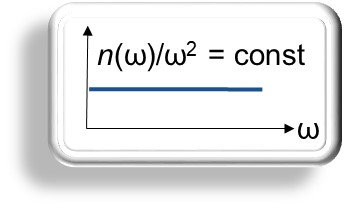 n(ω)/ω² = const
ω